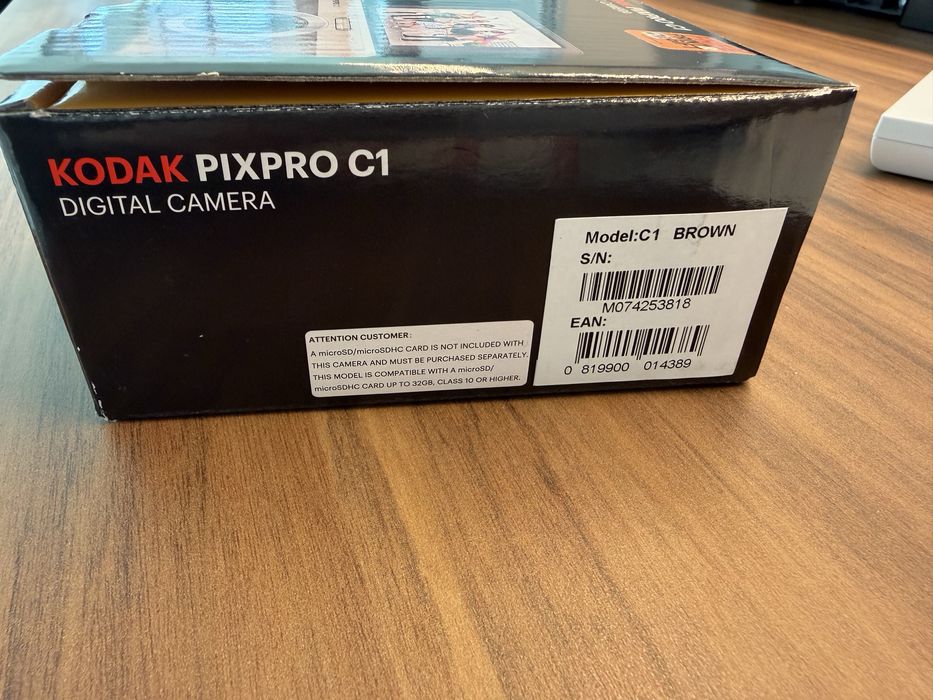 PIXPRO C1
KODAK PIXPRO C1
DIGITAL CAMERA
Model:C1 BROWN
S/N:
M074253818
EAN:
0 819900 014389
ATTENTION CUSTOMER:
A microSD/microSDHC CARD IS NOT INCLUDED WITH
THIS CAMERA AND MUST BE PURCHASED SEPARATELY.
THIS MODEL IS COMPATIBLE WITH A microSD/
microSDHC CARD UP TO 32GB, CLASS 10 OR HIGHER.